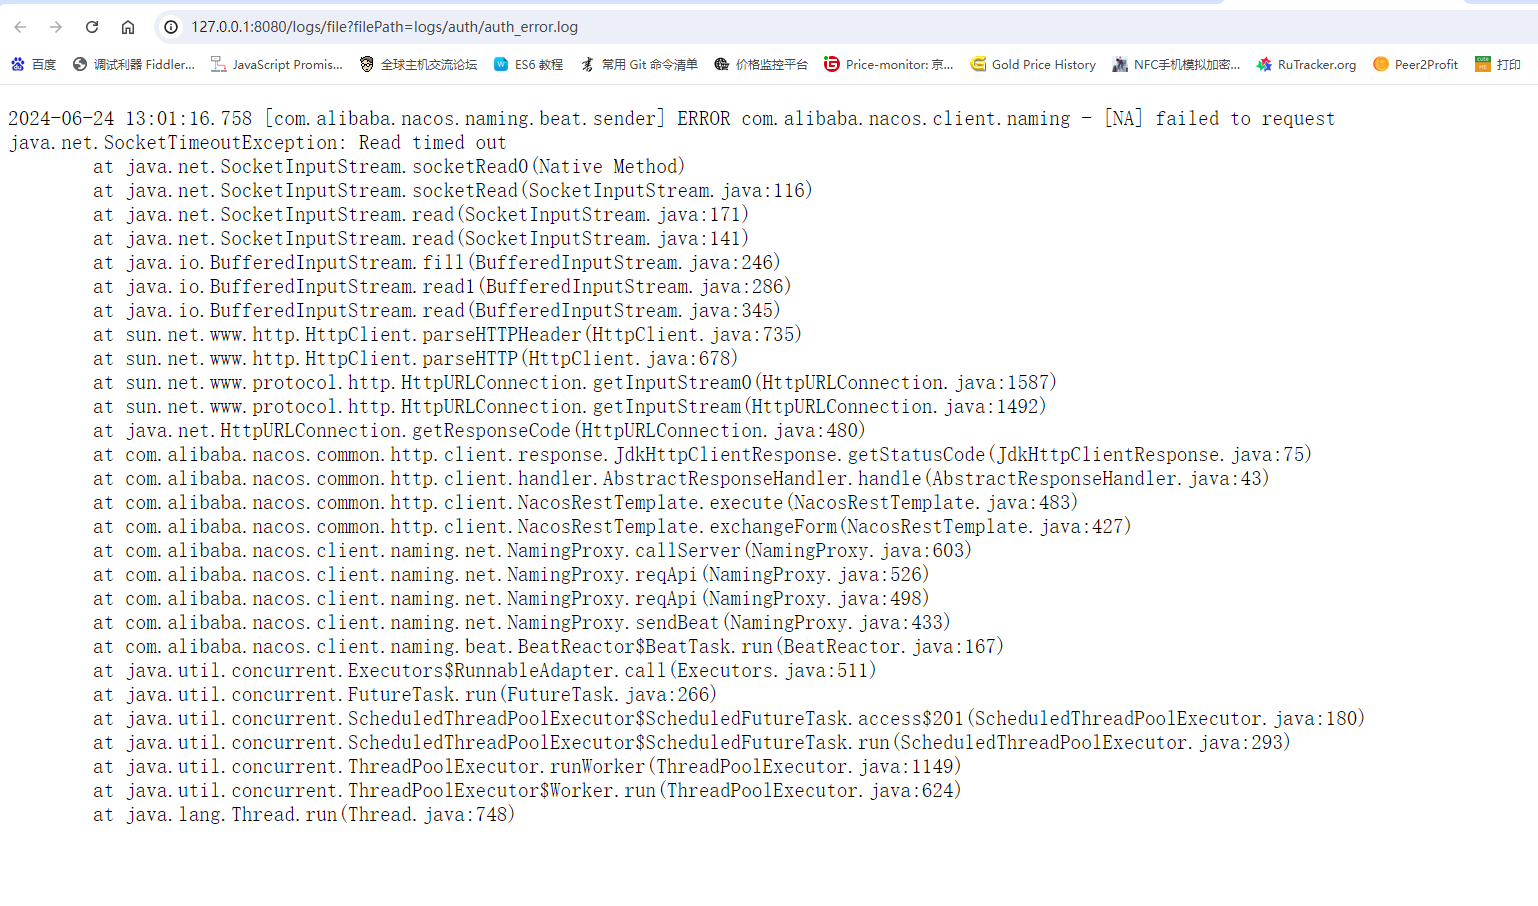 127.0.0.1:8080/logs/file?filePath=logs/auth/auth_error.log
百度 调试利器 Fiddler... JavaScript Promis... 全球主机交流论坛 ES6 教程 常用 Git 命令清单 价格监控平台 Price-monitor: 京... Gold Price History NFC手机模拟加密... RuTracker.org Peer2Profit 打印
2024-06-24 13:01:16.758 [com.alibaba.nacos.naming.beat.sender] ERROR com.alibaba.nacos.client.naming - [NA] failed to request
java.net.SocketTimeoutException: Read timed out
at java.net.SocketInputStream.socketRead0(Native Method)
at java.net.SocketInputStream.socketRead(SocketInputStream.java:116)
at java.net.SocketInputStream.read(SocketInputStream.java:171)
at java.net.SocketInputStream.read(SocketInputStream.java:141)
at java.io.BufferedInputStream.fill(BufferedInputStream.java:246)
at java.io.BufferedInputStream.read1(BufferedInputStream.java:286)
at java.io.BufferedInputStream.read(BufferedInputStream.java:345)
at sun.net.www.http.HttpClient.parseHTTPHeader(HttpClient.java:735)
at sun.net.www.http.HttpClient.parseHTTP(HttpClient.java:678)
at sun.net.www.protocol.http.HttpURLConnection.getInputStream0(HttpURLConnection.java:1587)
at sun.net.www.protocol.http.HttpURLConnection.getInputStream(HttpURLConnection.java:1492)
at java.net.HttpURLConnection.getResponseCode(HttpURLConnection.java:480)
at com.alibaba.nacos.common.http.client.response.JdkHttpClientResponse.getStatusCode(JdkHttpClientResponse.java:75)
at com.alibaba.nacos.common.http.client.handler.AbstractResponseHandler.handle(AbstractResponseHandler.java:43)
at com.alibaba.nacos.common.http.client.NacosRestTemplate.execute(NacosRestTemplate.java:483)
at com.alibaba.nacos.common.http.client.NacosRestTemplate.exchangeForm(NacosRestTemplate.java:427)
at com.alibaba.nacos.client.naming.net.NamingProxy.callServer(NamingProxy.java:603)
at com.alibaba.nacos.client.naming.net.NamingProxy.reqApi(NamingProxy.java:526)
at com.alibaba.nacos.client.naming.net.NamingProxy.reqApi(NamingProxy.java:498)
at com.alibaba.nacos.client.naming.net.NamingProxy.sendBeat(NamingProxy.java:433)
at com.alibaba.nacos.client.naming.beat.BeatReactor$BeatTask.run(BeatReactor.java:167)
at java.util.concurrent.Executors$RunnableAdapter.call(Executors.java:511)
at java.util.concurrent.FutureTask.run(FutureTask.java:266)
at java.util.concurrent.ScheduledThreadPoolExecutor$ScheduledFutureTask.access$201(ScheduledThreadPoolExecutor.java:180)
at java.util.concurrent.ScheduledThreadPoolExecutor$ScheduledFutureTask.run(ScheduledThreadPoolExecutor.java:293)
at java.util.concurrent.ThreadPoolExecutor.runWorker(ThreadPoolExecutor.java:1149)
at java.util.concurrent.ThreadPoolExecutor$Worker.run(ThreadPoolExecutor.java:624)
at java.lang.Thread.run(Thread.java:748)